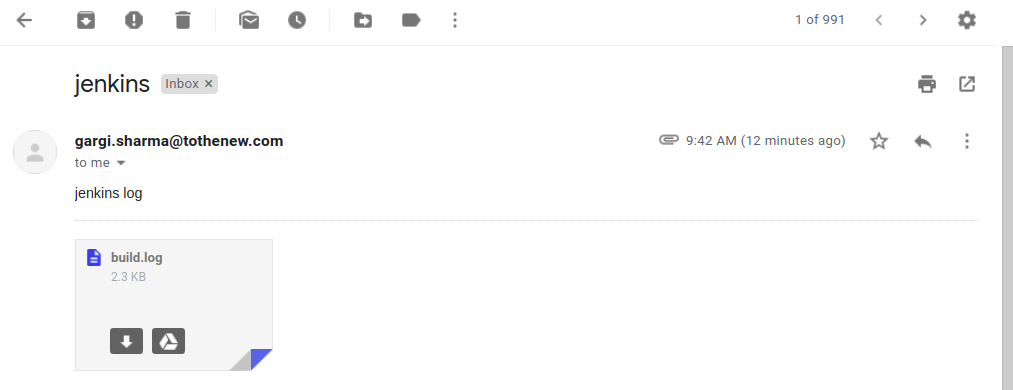 1 of 991
jenkins Inbox ×
gargi.sharma@tothenew.com 9:42 AM (12 minutes ago)
to me
jenkins log
build.log
2.3 KB